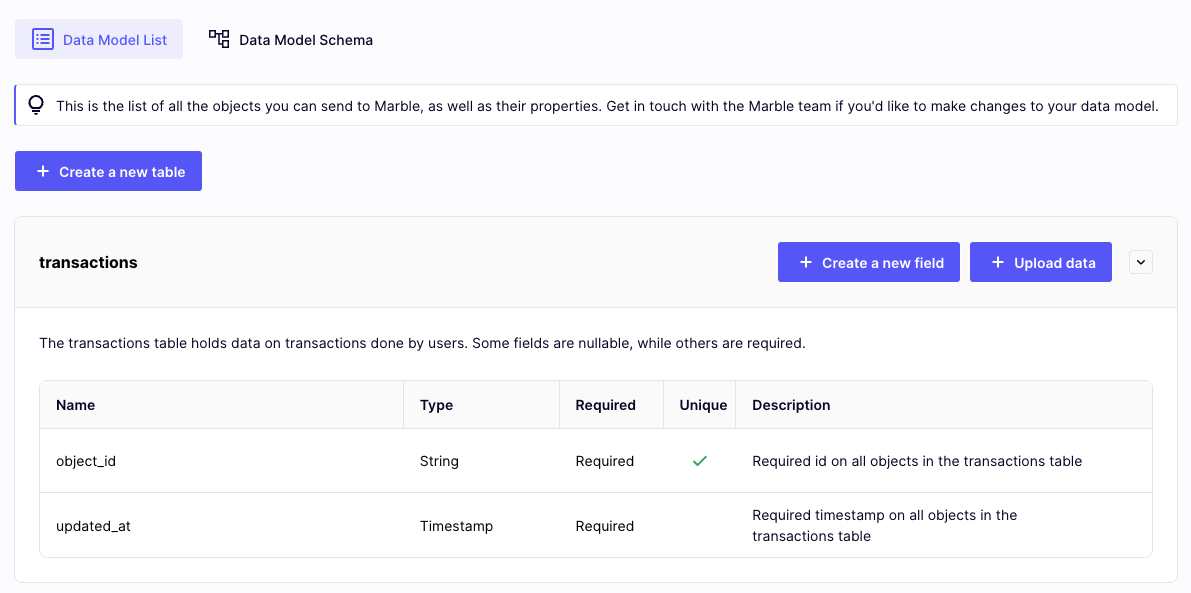 Data Model List
Data Model Schema
This is the list of all the objects you can send to Marble, as well as their properties. Get in touch with the Marble team if you'd like to make changes to your data model.
+ Create a new table
transactions
+ Create a new field
+ Upload data
The transactions table holds data on transactions done by users. Some fields are nullable, while others are required.
Name Type Required Unique Description
object_id String Required ✓ Required id on all objects in the transactions table
updated_at Timestamp Required Required timestamp on all objects in the
transactions table